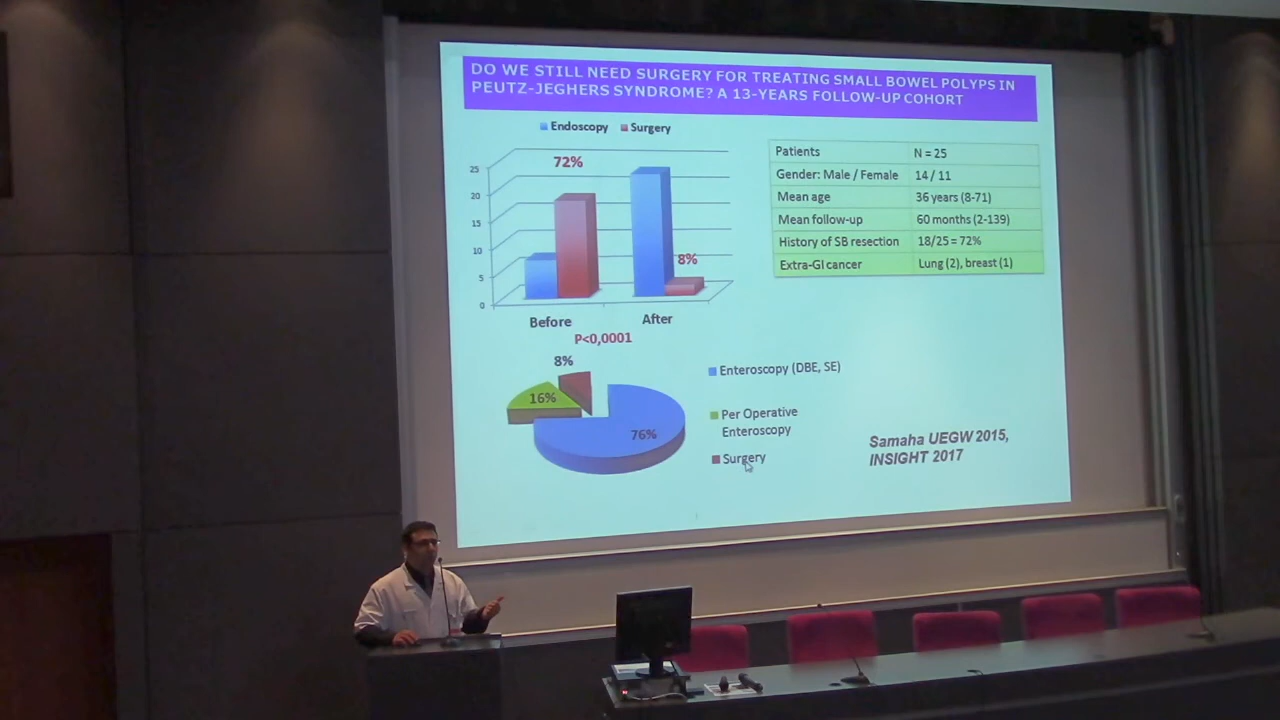 DO WE STILL NEED SURGERY FOR TREATING SMALL BOWEL POLYPS IN
PEUTZ-JEGHERS SYNDROME? A 13-YEARS FOLLOW-UP COHORT
Endoscopy Surgery
72%
25
20
15
10
5
0
8%
Before After
P<0,0001
Patients N = 25
Gender: Male / Female 14 / 11
Mean age 36 years (8-71)
Mean follow-up 60 months (2-139)
History of SB resection 18/25 = 72%
Extra-GI cancer Lung (2), breast (1)
8%
16%
76%
Enteroscopy (DBE, SE)
Per Operative
Enteroscopy
Surgery
Samaha UEGW 2015,
INSIGHT 2017